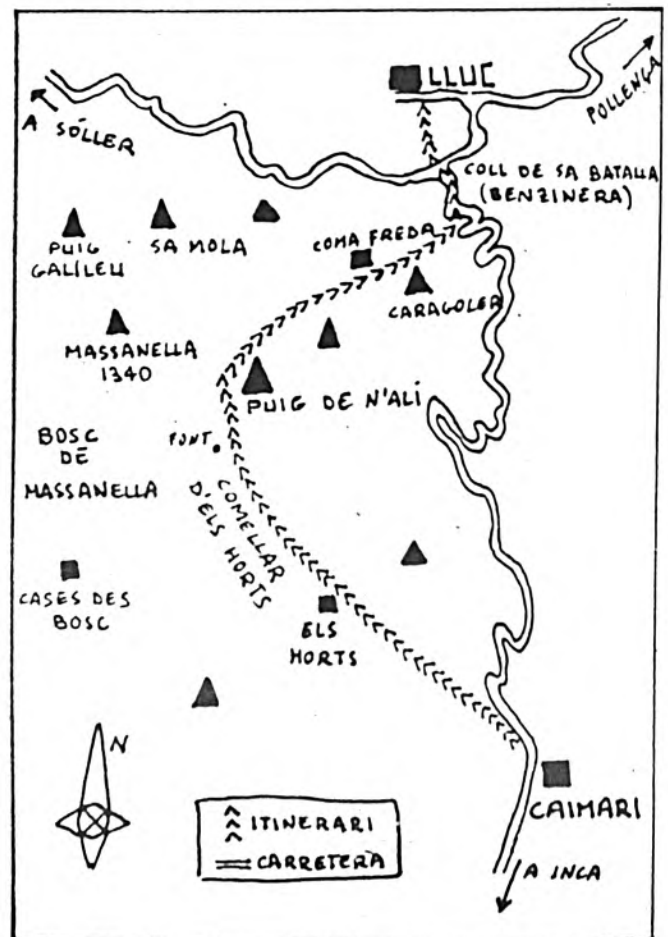 LLUC
POLLENÇA
A SÓLLER
COLL DE SA BATALLA
(BENZINERA)
COMA FREDA
PUIG
GALILEU
SA MOLA
CARAGOLER
MASSANELLA
1340
PUIG DE N'ALÍ
BOSC
DE
MASSANELLA
FONT
COMELLAR
D'ELS HORTS
CASES DES
BOSC
ELS
HORTS
N
ITINERARI
CARRETERA
CAIMARI
A INCA